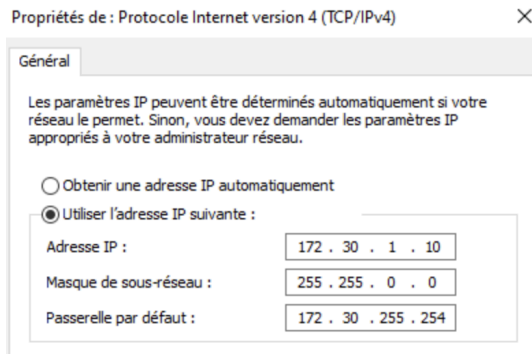 Propriétés de : Protocole Internet version 4 (TCP/IPv4)
Général
Les paramètres IP peuvent être déterminés automatiquement si votre
réseau le permet. Sinon, vous devez demander les paramètres IP
appropriés à votre administrateur réseau.
Obtenir une adresse IP automatiquement
Utiliser l'adresse IP suivante :
Adresse IP : 172 . 30 . 1 . 10
Masque de sous-réseau : 255 . 255 . 0 . 0
Passerelle par défaut : 172 . 30 . 255 . 254